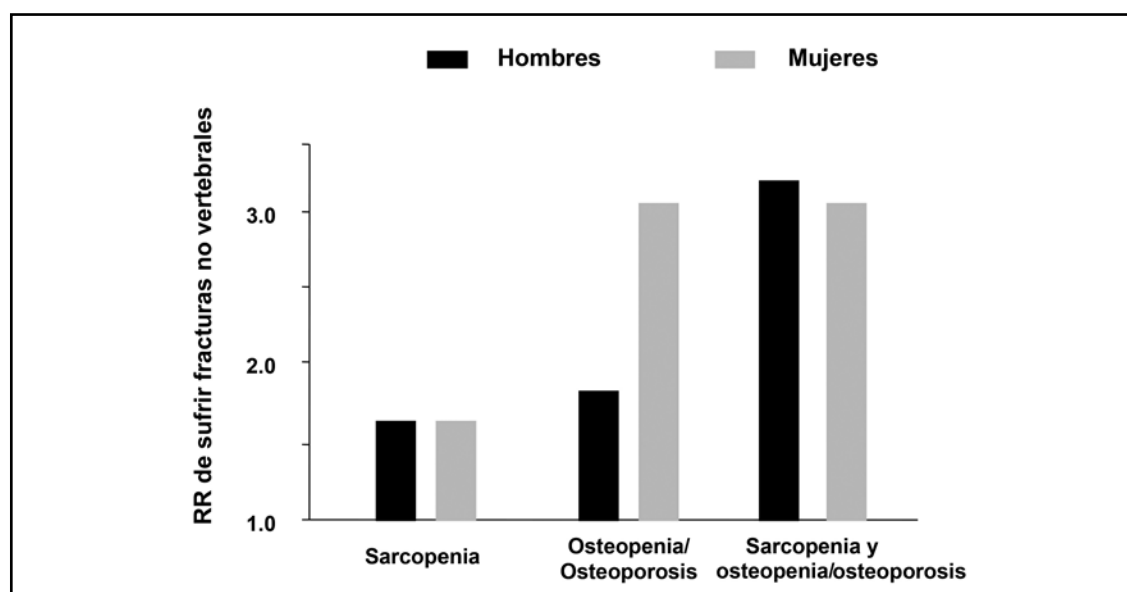 Hombres
Mujeres
RR de sufrir fracturas no vertebrales
3.0
2.0
1.0
Sarcopenia
Osteopenia/
Osteoporosis
Sarcopenia y
osteopenia/osteoporosis